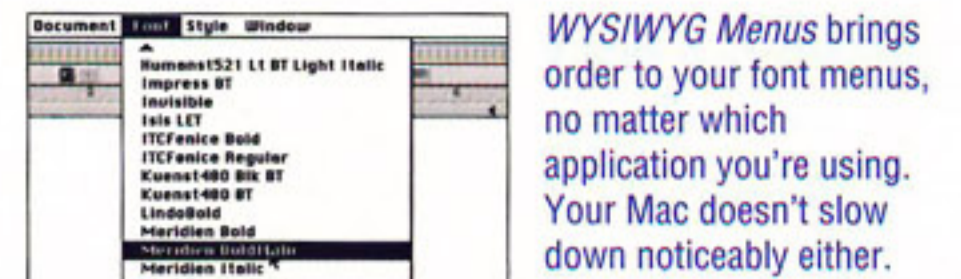 Document Font Style Window
Humanst521 Lt BT Light Italic
Impress BT
Invisible
Isis LET
ITCFenice Bold
ITCFenice Regular
Kuenst480 Blk BT
Kuenst480 BT
LindoBold
Meridien Bold
Meridien BoldItalic
Meridien Italic
WYSIWYG Menus brings
order to your font menus,
no matter which
application you're using.
Your Mac doesn't slow
down noticeably either.